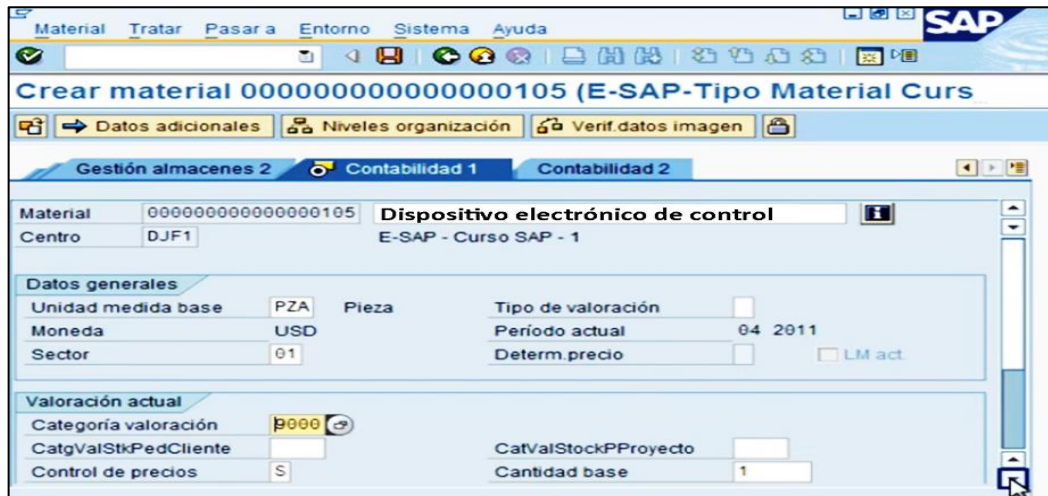 Material Tratar Pasar a Entorno Sistema Ayuda
SAP
Crear material 000000000000000105 (E-SAP-Tipo Material Curs
Datos adicionales Niveles organización Verif.datos imagen
Gestión almacenes 2 Contabilidad 1 Contabilidad 2
Material 000000000000000105 Dispositivo electrónico de control
Centro DJF1 E-SAP - Curso SAP - 1
Datos generales
Unidad medida base PZA Pieza Tipo de valoración
Moneda USD Período actual 04 2011
Sector 01 Determ.precio LM act.
Valoración actual
Categoría valoración 9000
CatgValStkPedCliente CatValStockPProyecto
Control de precios S Cantidad base 1